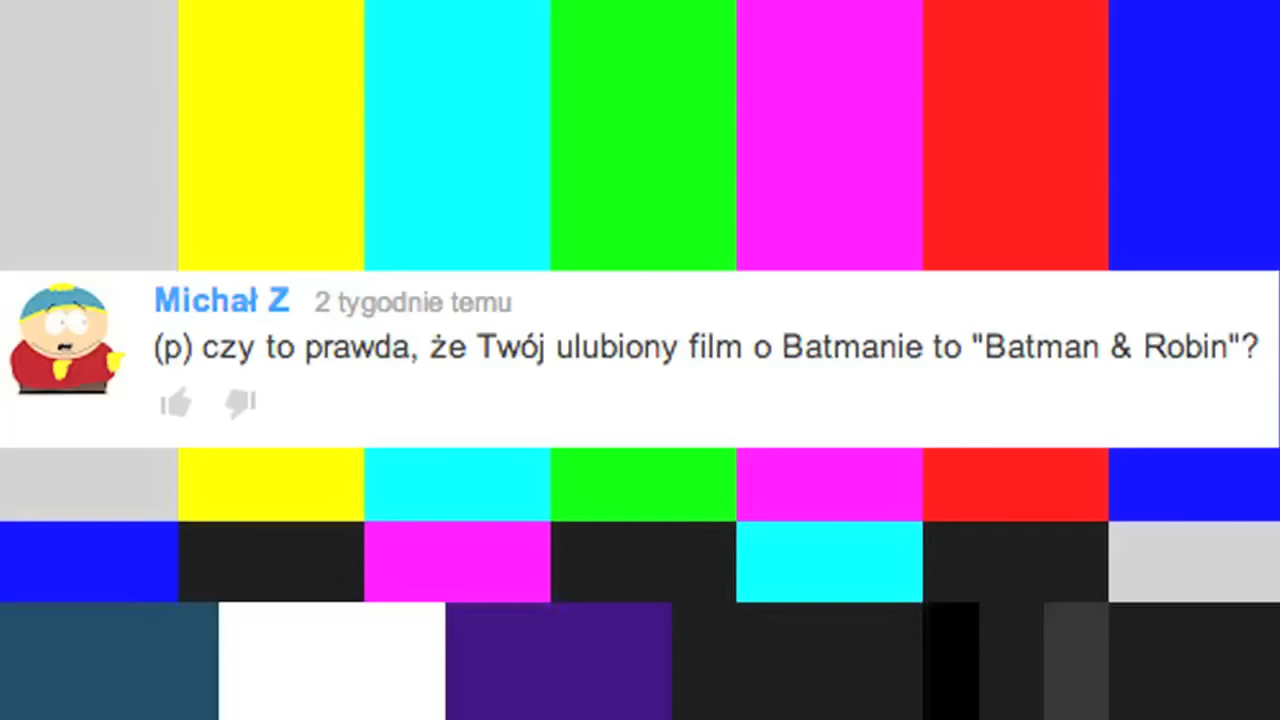 Michał Z 2 tygodnie temu
(p) czy to prawda, że Twój ulubiony film o Batmanie to "Batman & Robin"?